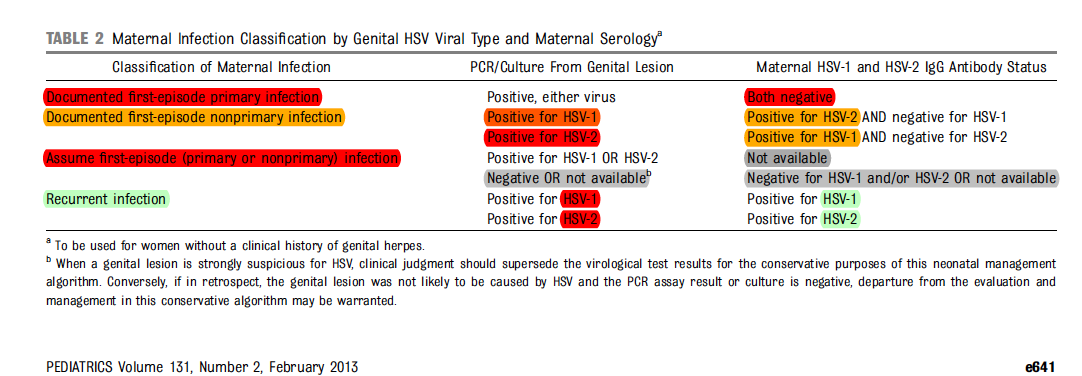 TABLE 2 Maternal Infection Classification by Genital HSV Viral Type and Maternal Serologyᵃ
Classification of Maternal Infection PCR/Culture From Genital Lesion Maternal HSV-1 and HSV-2 IgG Antibody Status
Documented first-episode primary infection Positive, either virus Both negative
Documented first-episode nonprimary infection Positive for HSV-1 Positive for HSV-2 AND negative for HSV-1
Positive for HSV-2 Positive for HSV-1 AND negative for HSV-2
Assume first-episode (primary or nonprimary) infection Positive for HSV-1 OR HSV-2 Not available
Negative OR not availableᵇ Negative for HSV-1 and/or HSV-2 OR not available
Recurrent infection Positive for HSV-1 Positive for HSV-1
Positive for HSV-2 Positive for HSV-2
ᵃ To be used for women without a clinical history of genital herpes.
ᵇ When a genital lesion is strongly suspicious for HSV, clinical judgment should supersede the virological test results for the conservative purposes of this neonatal management
algorithm. Conversely, if in retrospect, the genital lesion was not likely to be caused by HSV and the PCR assay result or culture is negative, departure from the evaluation and
management in this conservative algorithm may be warranted.
PEDIATRICS Volume 131, Number 2, February 2013 e641